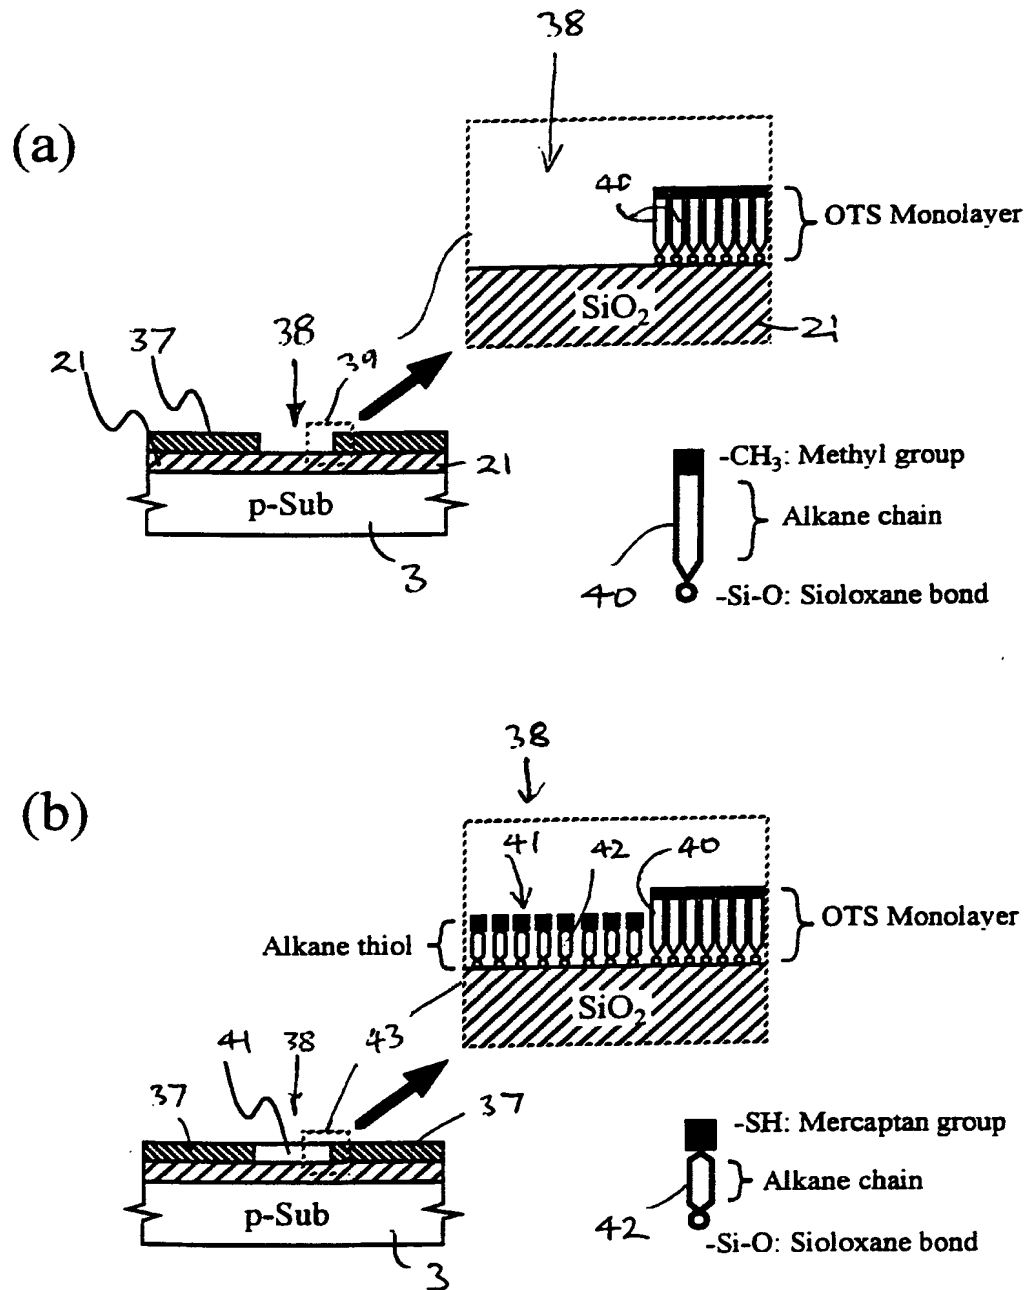 38
(a)
40
OTS Monolayer
SiO₂
21
21
37
38
39
21
p-Sub
3
-CH₃: Methyl group
Alkane chain
40
-Si-O: Sioloxane bond
38
(b)
41
42
40
Alkane thiol
OTS Monolayer
SiO₂
41
38
43
37
37
p-Sub
3
-SH: Mercaptan group
Alkane chain
42
-Si-O: Sioloxane bond